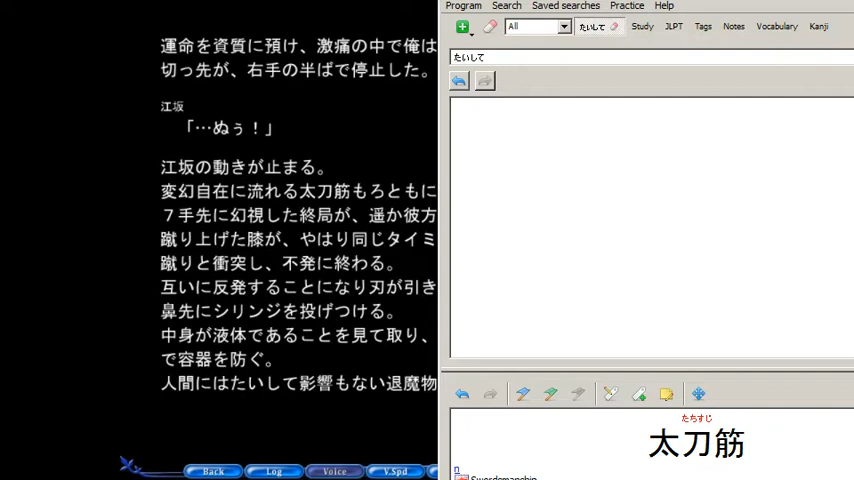 運命を資質に預け、激痛の中で俺は
切っ先が、右手の半ばで停止した。
江坂
「…ぬぅ！」
江坂の動きが止まる。
変幻自在に流れる太刀筋もろともに
７手先に幻視した終局が、遥か彼方
蹴り上げた膝が、やはり同じタイミ
蹴りと衝突し、不発に終わる。
互いに反発することになり刃が引き
鼻先にシリンジを投げつける。
中身が液体であることを見て取り、
で容器を防ぐ。
人間にはたいして影響もない退魔物
Back Log Voice V.Spd
Program Search Saved searches Practice Help
All たいして Study JLPT Tags Notes Vocabulary Kanji
たいして
たちすじ
太刀筋
n
Swordsmanship